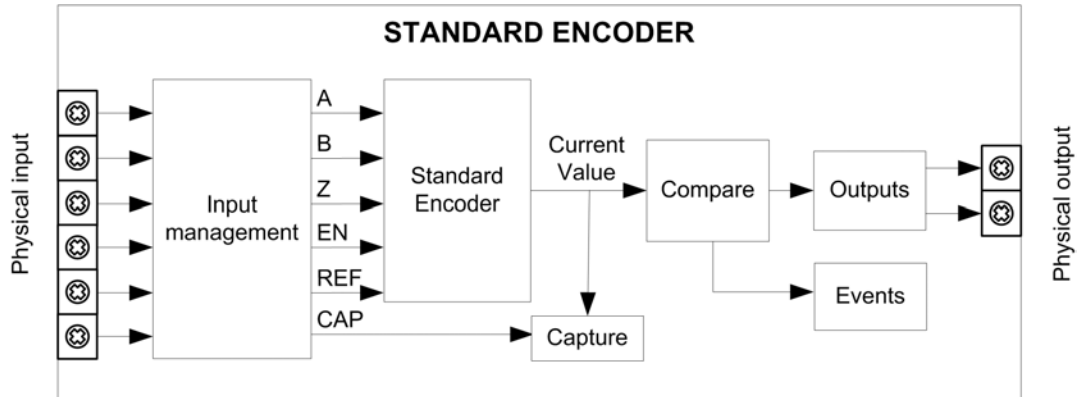 STANDARD ENCODER
Physical input
Input
management
A
B
Z
EN
REF
CAP
Standard
Encoder
Current
Value
Capture
Compare
Outputs
Events
Physical output